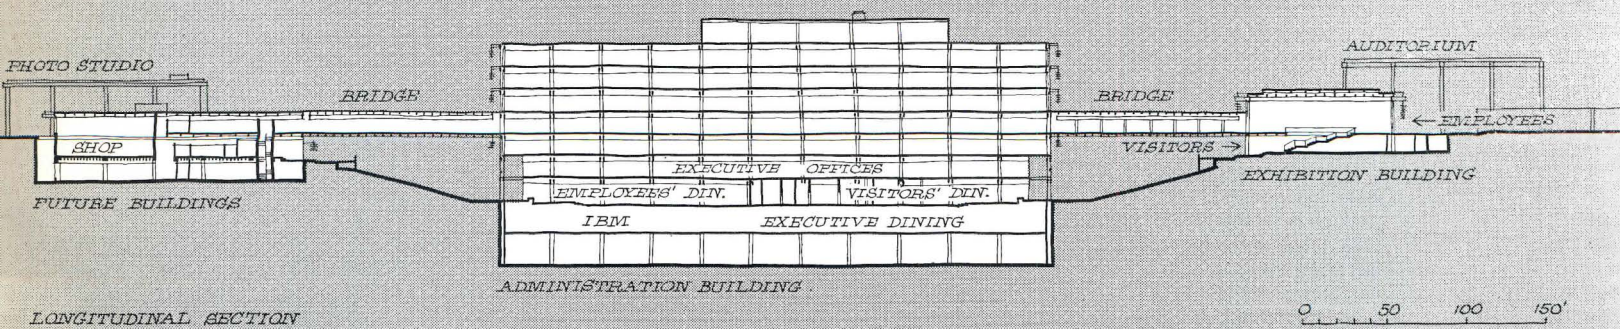 AUDITORIUM
PHOTO STUDIO
BRIDGE
BRIDGE
← EMPLOYEES
SHOP
VISITORS →
EXECUTIVE OFFICES
EXHIBITION BUILDING
EMPLOYEES' DIN.
VISITORS' DIN.
FUTURE BUILDINGS
IBM
EXECUTIVE DINING
ADMINISTRATION BUILDING
LONGITUDINAL SECTION
0 50 100 150'